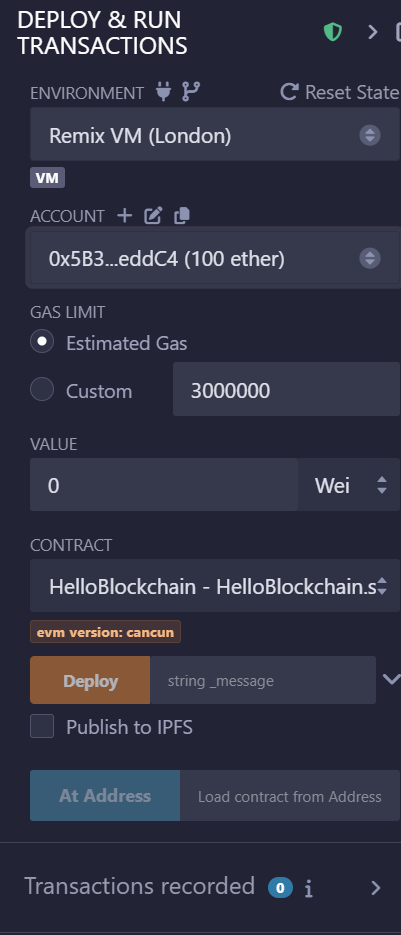 DEPLOY & RUN
TRANSACTIONS
ENVIRONMENT Reset State
Remix VM (London)
VM
ACCOUNT
0x5B3...eddC4 (100 ether)
GAS LIMIT
Estimated Gas
Custom 3000000
VALUE
0 Wei
CONTRACT
HelloBlockchain - HelloBlockchain.s
evm version: cancun
Deploy string _message
Publish to IPFS
At Address Load contract from Address
Transactions recorded 0 i